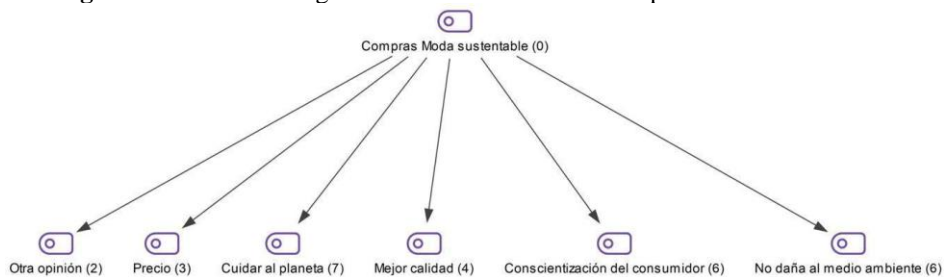 Compras Moda sustentable (0)
Otra opinión (2) Precio (3) Cuidar al planeta (7) Mejor calidad (4) Conscientización del consumidor (6) No daña al medio ambiente (6)